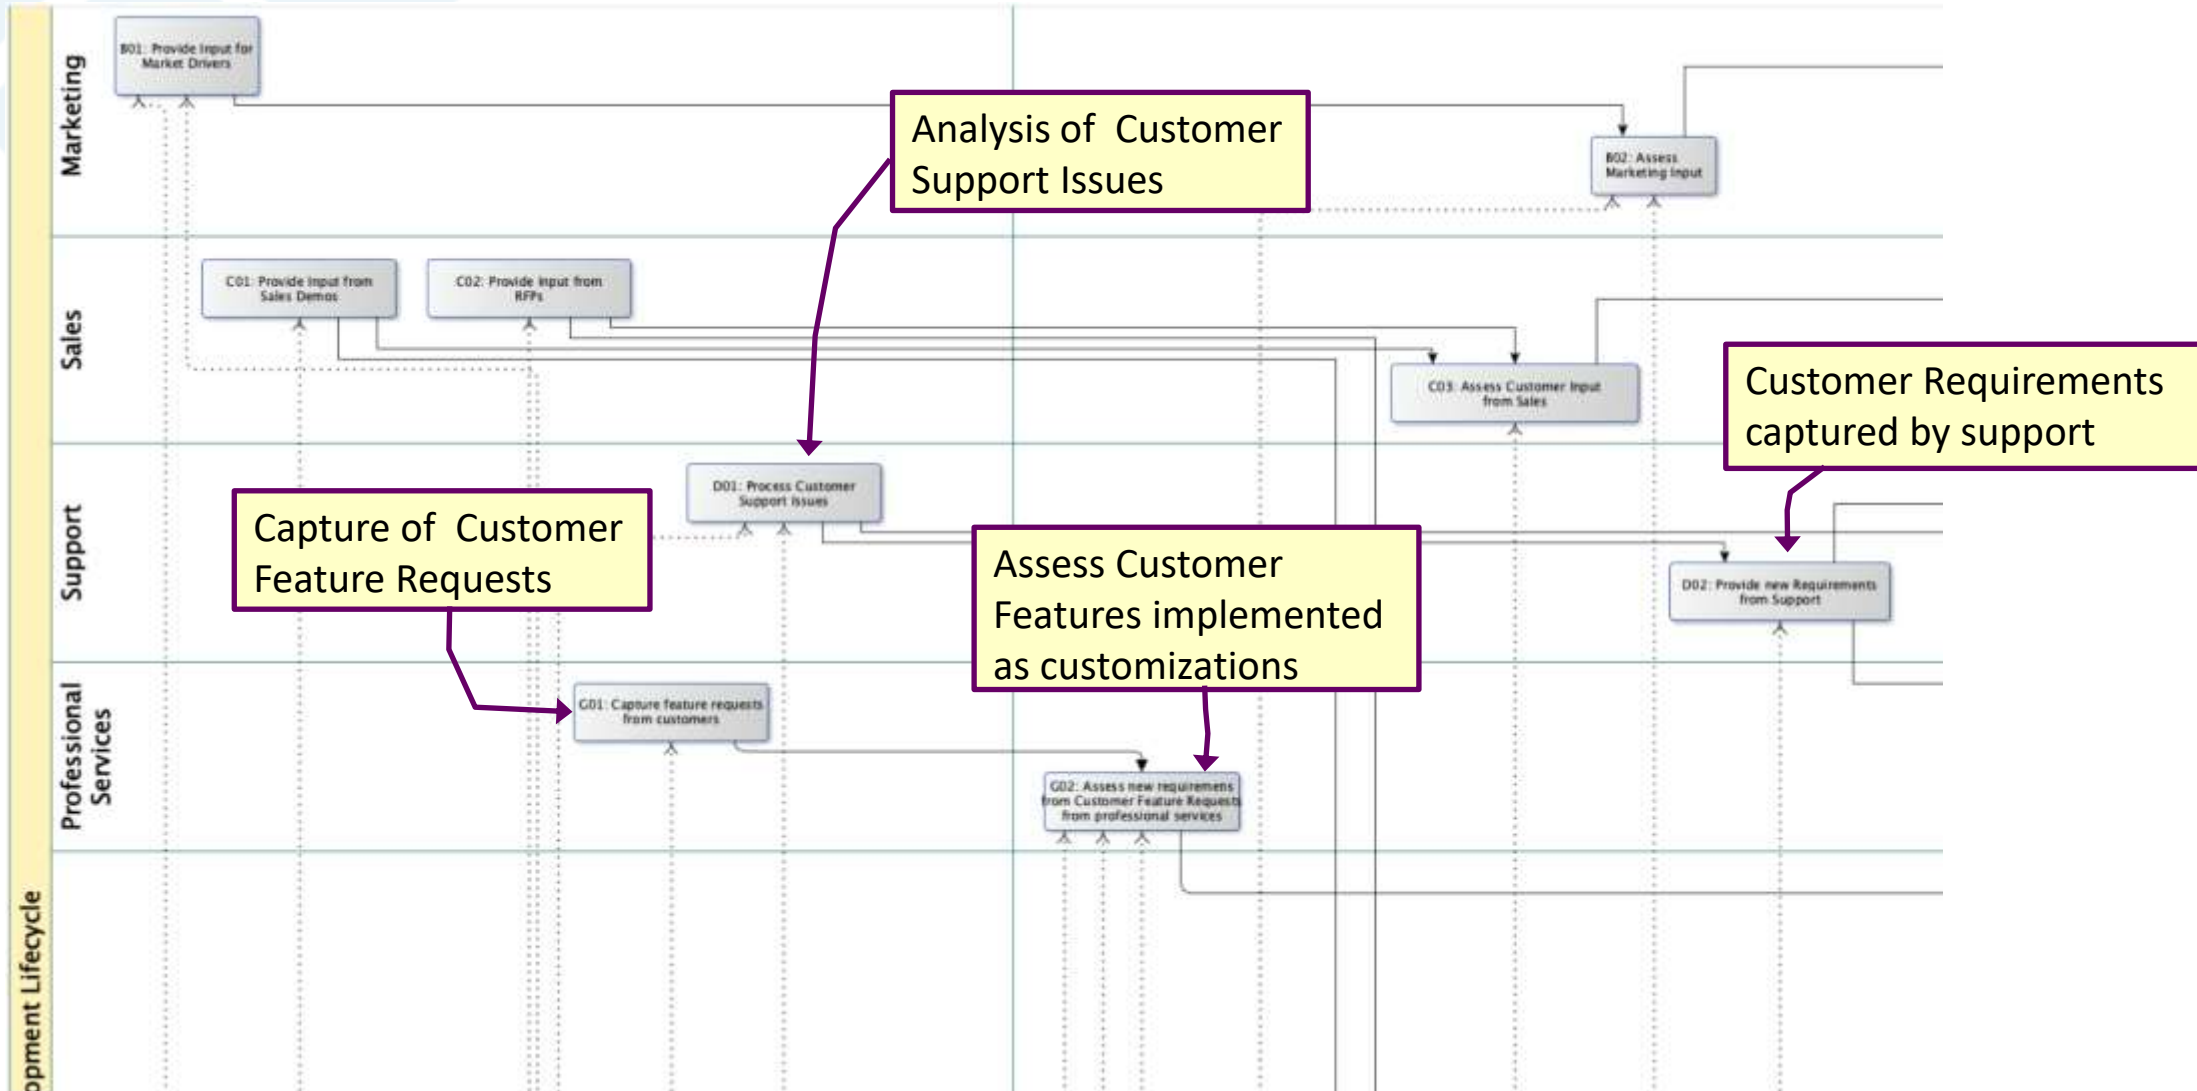 opment Lifecycle
Marketing
B01: Provide Input for
Market Drivers
Analysis of Customer
Support Issues
B02: Assess
Marketing Input
Sales
C01: Provide Input from
Sales Demos
C02: Provide Input from
RFPs
C03: Assess Customer Input
from Sales
Customer Requirements
captured by support
Support
Capture of Customer
Feature Requests
D01: Process Customer
Support Issues
Assess Customer
Features implemented
as customizations
D02: Provide new Requirements
from Support
Professional
Services
G01: Capture feature requests
from customers
G02: Assess new requiremens
from Customer Feature Requests
from professional services